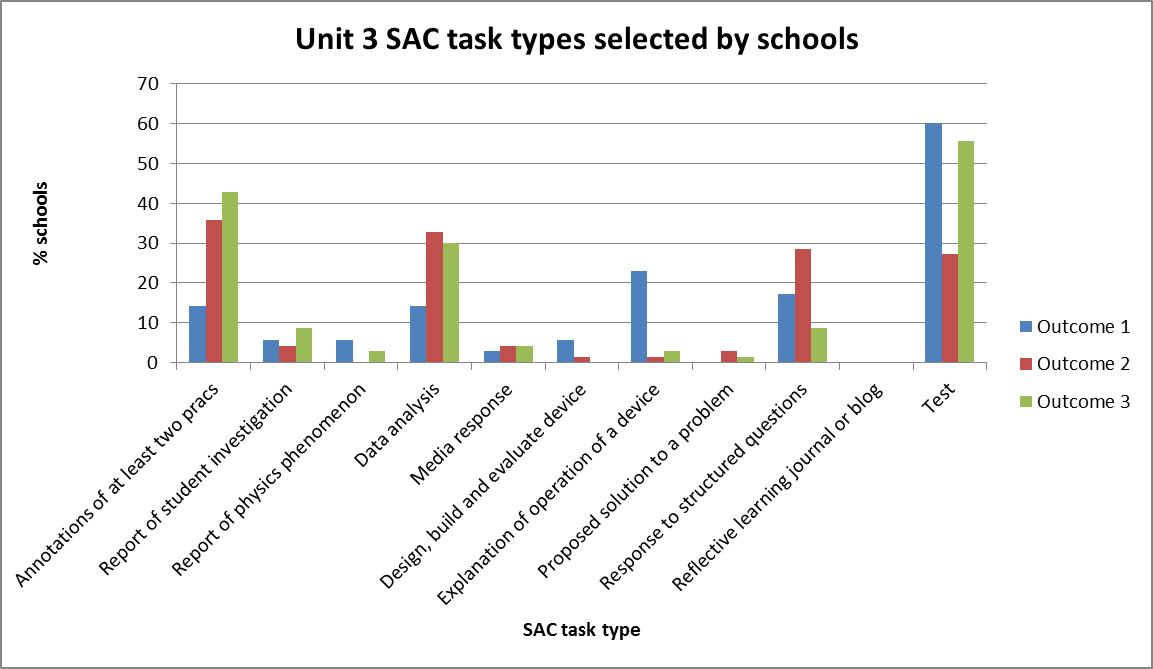 Unit 3 SAC task types selected by schools
% schools
70
60
50
40
30
20
10
0
Annotations of at least two pracs
Report of student investigation
Report of physics phenomenon
Data analysis
Media response
Design, build and evaluate device
Explanation of operation of a device
Proposed solution to a problem
Response to structured questions
Reflective learning journal or blog
Test
SAC task type
Outcome 1
Outcome 2
Outcome 3